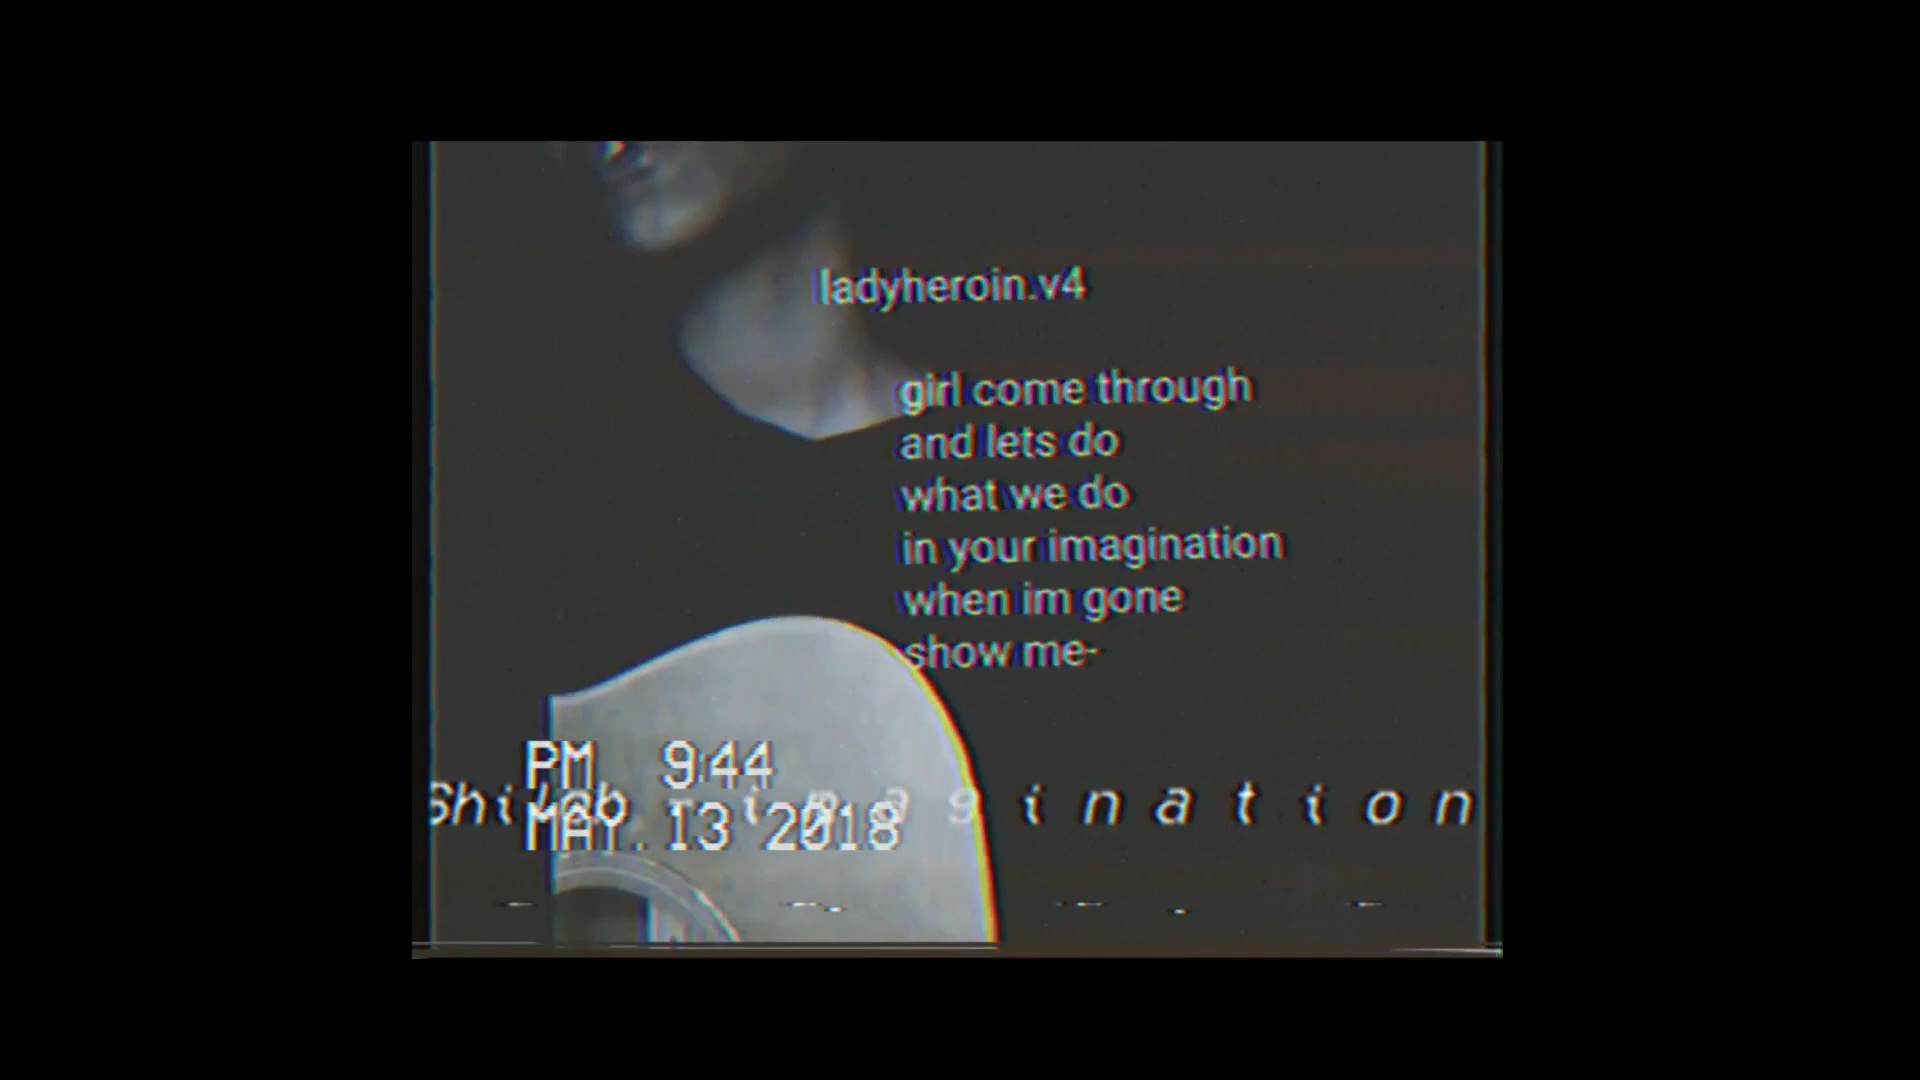 ladyheroin.v4
girl come through
and lets do
what we do
in your imagination
when im gone
show me-
PM 9:44
Shiloh - imagination
MAY. 13 2018